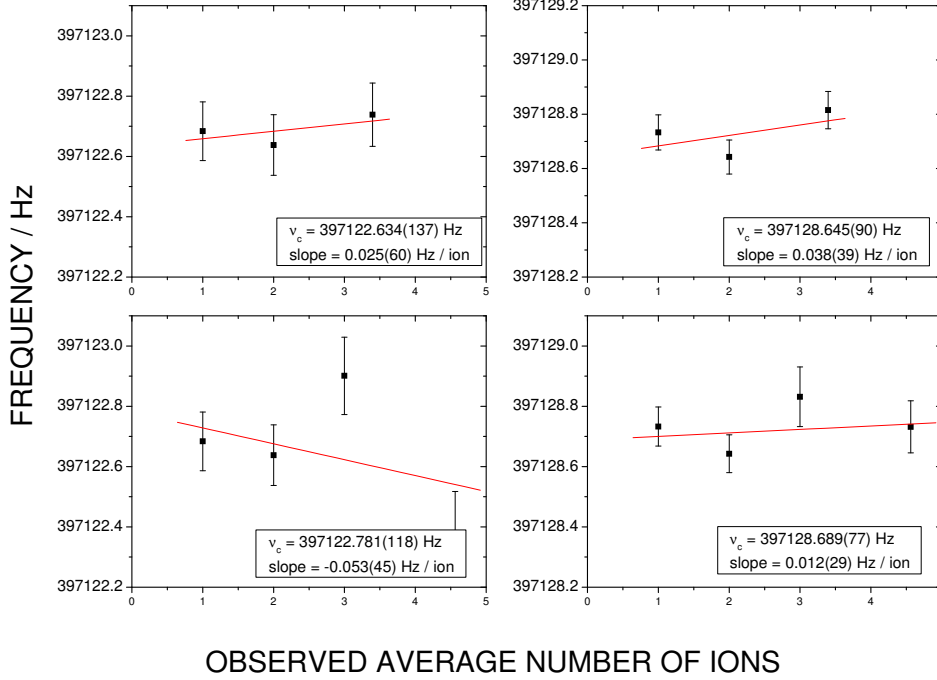 FREQUENCY / Hz
397123.0
397122.8
397122.6
397122.4
397122.2
0 1 2 3 4 5
ν_c = 397122.634(137) Hz
slope = 0.025(60) Hz / ion
397129.2
397129.0
397128.8
397128.6
397128.4
397128.2
0 1 2 3 4
ν_c = 397128.645(90) Hz
slope = 0.038(39) Hz / ion
397123.0
397122.8
397122.6
397122.4
397122.2
0 1 2 3 4 5
ν_c = 397122.781(118) Hz
slope = -0.053(45) Hz / ion
397129.0
397128.8
397128.6
397128.4
397128.2
0 1 2 3 4
ν_c = 397128.689(77) Hz
slope = 0.012(29) Hz / ion
OBSERVED AVERAGE NUMBER OF IONS